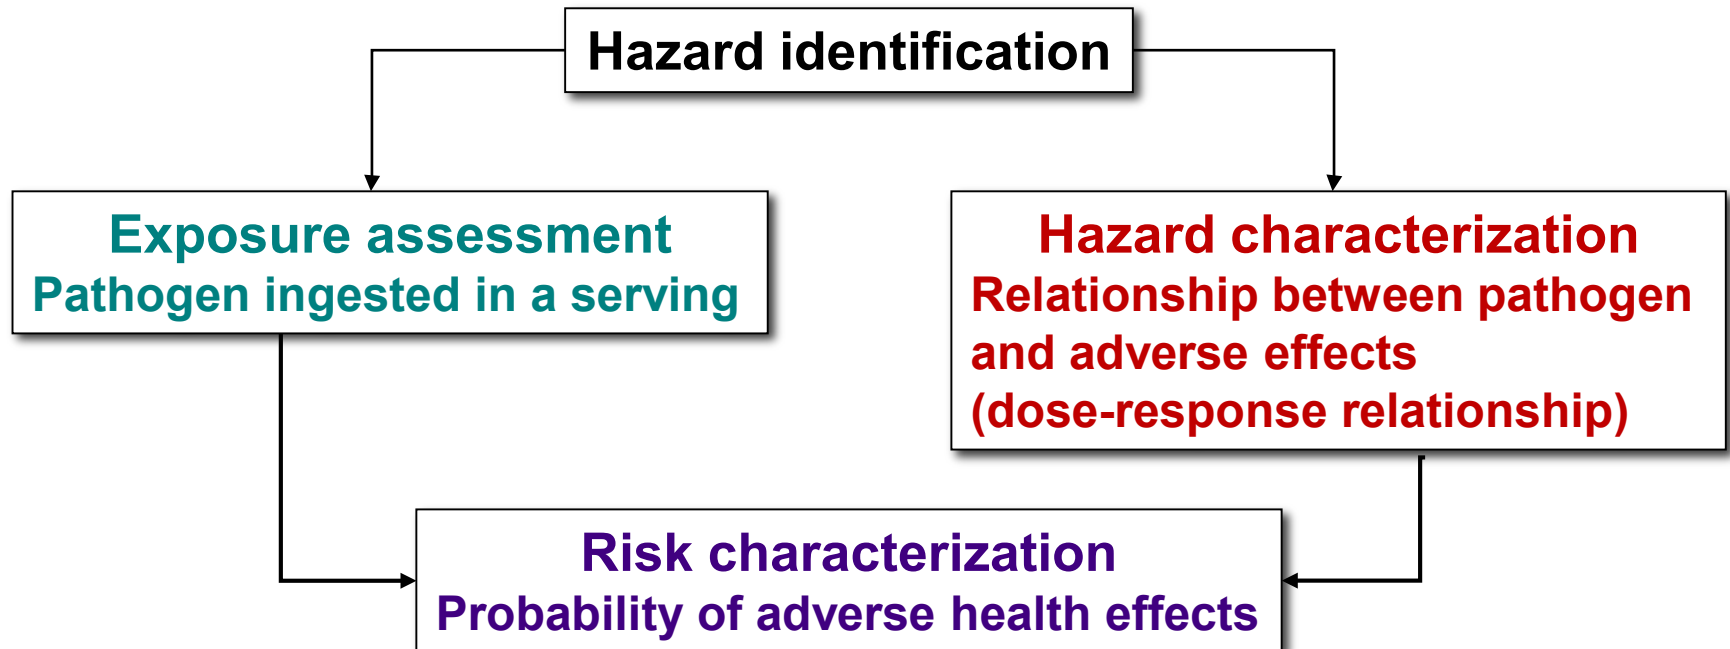 Hazard identification
Exposure assessment
Pathogen ingested in a serving
Hazard characterization
Relationship between pathogen
and adverse effects
(dose-response relationship)
Risk characterization
Probability of adverse health effects